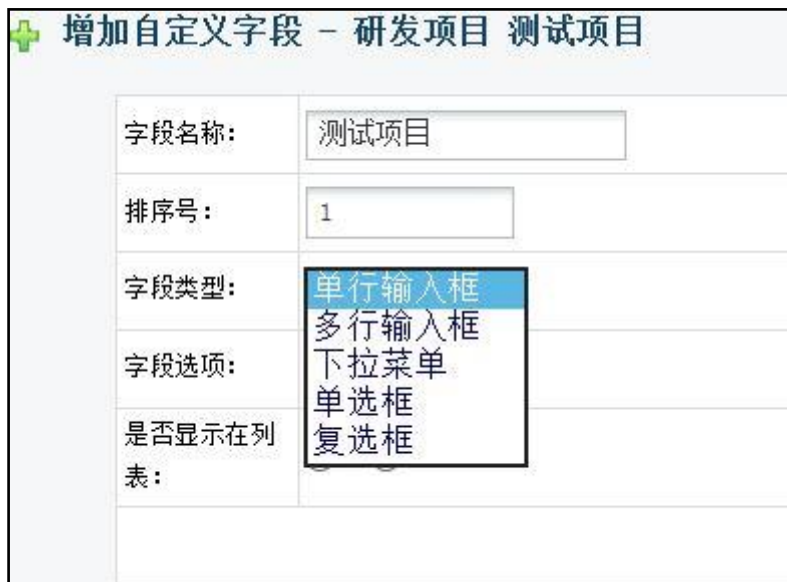 增加自定义字段 - 研发项目 测试项目
字段名称: 测试项目
排序号: 1
字段类型: 单行输入框
多行输入框
下拉菜单
字段选项:
单选框
复选框
是否显示在列
表: